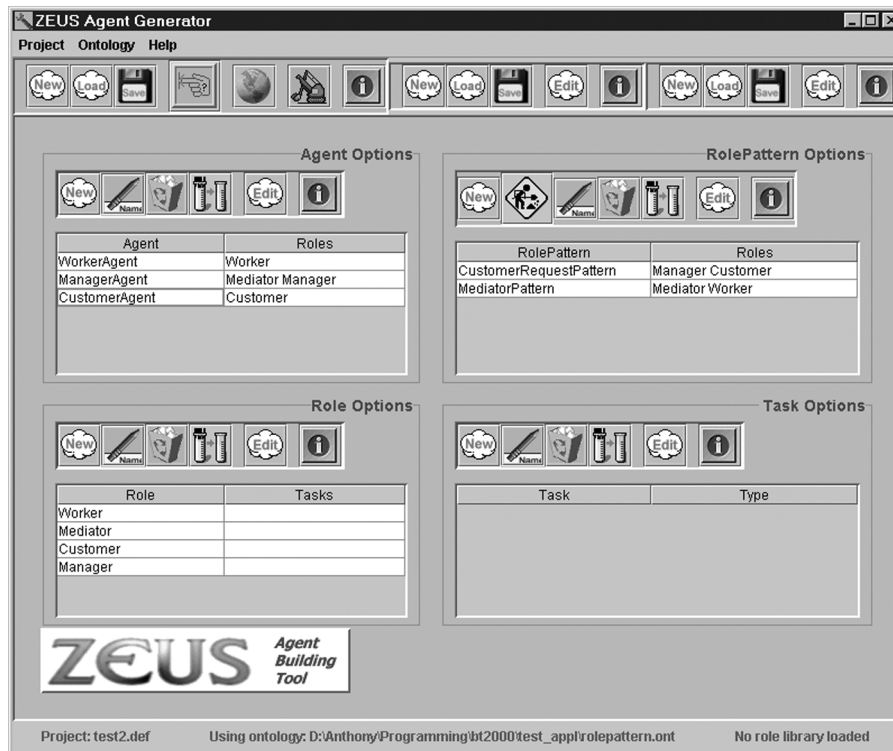 ZEUS Agent Generator
Project Ontology Help
New Load Save New Load Save Edit New Load Save Edit
Agent Options
New Name Edit
Agent Roles
WorkerAgent Worker
ManagerAgent Mediator Manager
CustomerAgent Customer
RolePattern Options
New Name Edit
RolePattern Roles
CustomerRequestPattern Manager Customer
MediatorPattern Mediator Worker
Role Options
New Name Edit
Role Tasks
Worker
Mediator
Customer
Manager
Task Options
New Name Edit
Task Type
ZEUS Agent
Building
Tool
Project: test2.def Using ontology: D:\Anthony\Programming\bt2000\test_appl\rolepattern.ont No role library loaded